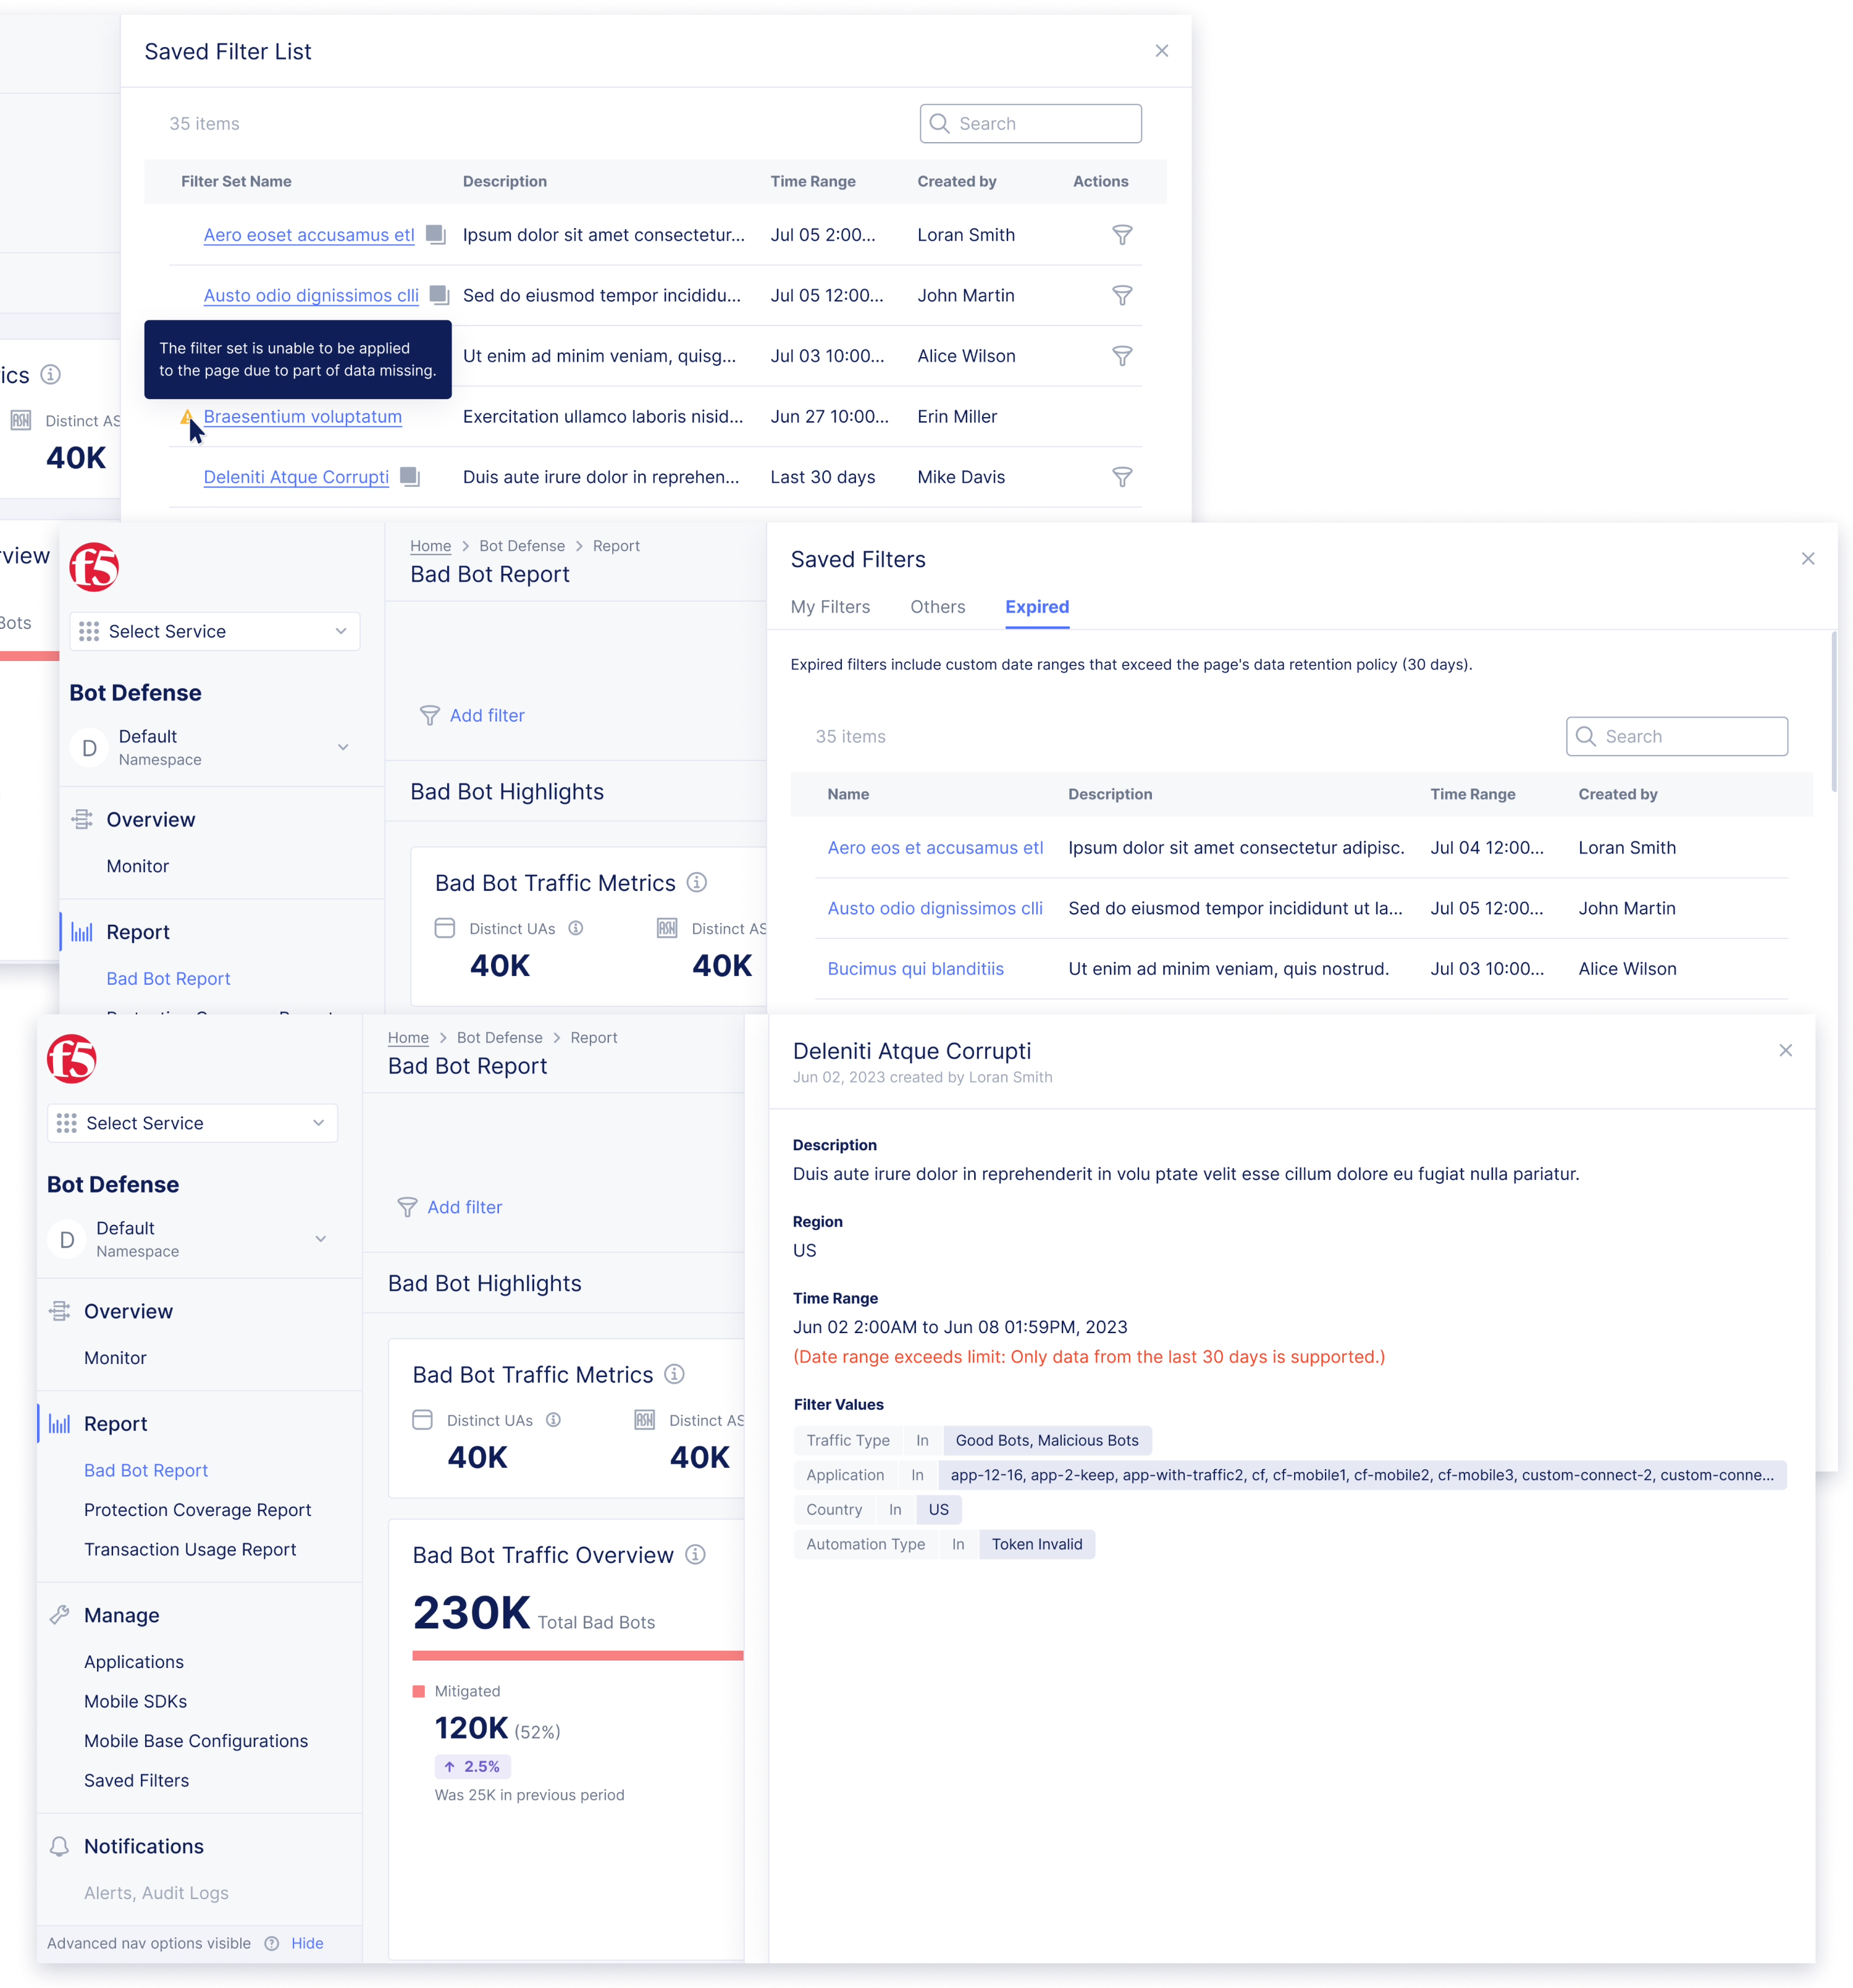 Saved Filter List
35 items
Search
Filter Set Name Description Time Range Created by Actions
Aero eoset accusamus etl Ipsum dolor sit amet consectetur... Jul 05 2:00... Loran Smith
Austo odio dignissimos clli Sed do eiusmod tempor incididu... Jul 05 12:00... John Martin
The filter set is unable to be applied
to the page due to part of data missing.
Ut enim ad minim veniam, quisg... Jul 03 10:00... Alice Wilson
Braesentium voluptatum Exercitation ullamco laboris nisid... Jun 27 10:00... Erin Miller
Deleniti Atque Corrupti Duis aute irure dolor in reprehen... Last 30 days Mike Davis
ics
ASN Distinct AS
40K
rview
Bots
f5
Select Service
Bot Defense
D
Default
Namespace
Overview
Monitor
Report
Bad Bot Report
Home > Bot Defense > Report
Bad Bot Report
Add filter
Bad Bot Highlights
Bad Bot Traffic Metrics
Distinct UAs
40K
ASN Distinct AS
40K
Saved Filters
My Filters Others Expired
Expired filters include custom date ranges that exceed the page's data retention policy (30 days).
35 items
Search
Name Description Time Range Created by
Aero eos et accusamus etl Ipsum dolor sit amet consectetur adipisc. Jul 04 12:00... Loran Smith
Austo odio dignissimos clli Sed do eiusmod tempor incididunt ut la... Jul 05 12:00... John Martin
Bucimus qui blanditiis Ut enim ad minim veniam, quis nostrud. Jul 03 10:00... Alice Wilson
f5
Select Service
Bot Defense
D
Default
Namespace
Overview
Monitor
Report
Bad Bot Report
Protection Coverage Report
Transaction Usage Report
Manage
Applications
Mobile SDKs
Mobile Base Configurations
Saved Filters
Notifications
Alerts, Audit Logs
Advanced nav options visible Hide
Home > Bot Defense > Report
Bad Bot Report
Add filter
Bad Bot Highlights
Bad Bot Traffic Metrics
Distinct UAs
40K
ASN Distinct AS
40K
Bad Bot Traffic Overview
230K Total Bad Bots
Mitigated
120K (52%)
↑ 2.5%
Was 25K in previous period
Deleniti Atque Corrupti
Jun 02, 2023 created by Loran Smith
Description
Duis aute irure dolor in reprehenderit in volu ptate velit esse cillum dolore eu fugiat nulla pariatur.
Region
US
Time Range
Jun 02 2:00AM to Jun 08 01:59PM, 2023
(Date range exceeds limit: Only data from the last 30 days is supported.)
Filter Values
Traffic Type In Good Bots, Malicious Bots
Application In app-12-16, app-2-keep, app-with-traffic2, cf, cf-mobile1, cf-mobile2, cf-mobile3, custom-connect-2, custom-conne...
Country In US
Automation Type In Token Invalid